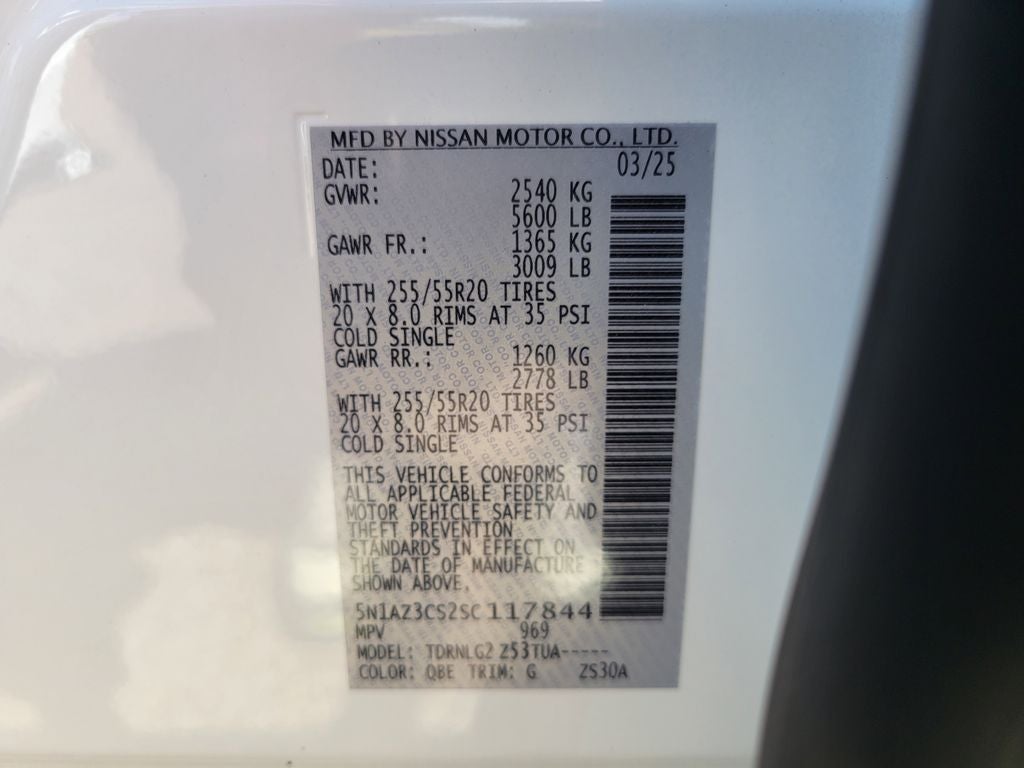 MFD BY NISSAN MOTOR CO., LTD.
DATE: 03/25
GVWR: 2540 KG
5600 LB
GAWR FR.: 1365 KG
3009 LB
WITH 255/55R20 TIRES
20 X 8.0 RIMS AT 35 PSI
COLD SINGLE
GAWR RR.: 1260 KG
2778 LB
WITH 255/55R20 TIRES
20 X 8.0 RIMS AT 35 PSI
COLD SINGLE
THIS VEHICLE CONFORMS TO
ALL APPLICABLE FEDERAL
MOTOR VEHICLE SAFETY AND
THEFT PREVENTION
STANDARDS IN EFFECT ON
THE DATE OF MANUFACTURE
SHOWN ABOVE.
5N1AZ3CS2SC117844
MPV 969
MODEL: TDRNLG2 Z53TUA-----
COLOR: QBE TRIM: G ZS30A